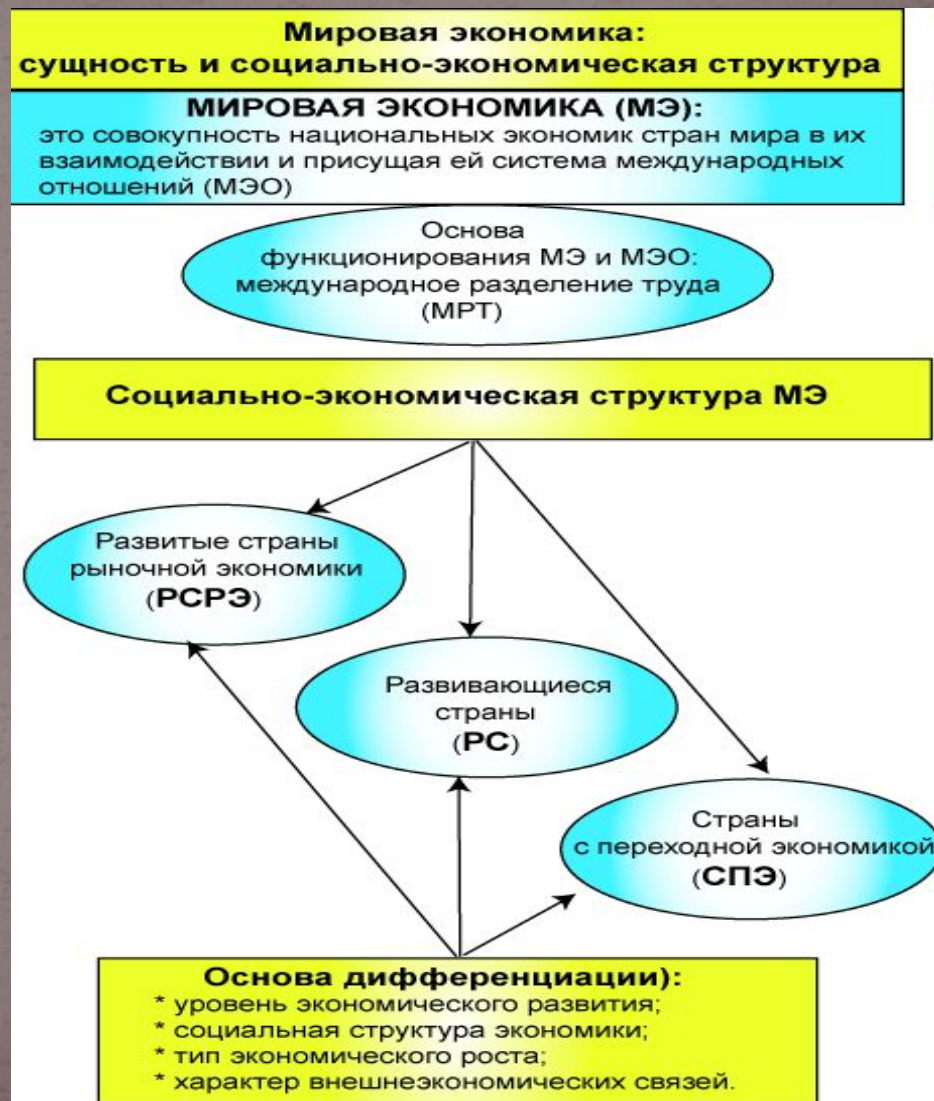 Мировая экономика:
сущность и социально-экономическая структура
МИРОВАЯ ЭКОНОМИКА (МЭ):
это совокупность национальных экономик стран мира в их
взаимодействии и присущая ей система международных
отношений (МЭО)
Основа
функционирования МЭ и МЭО:
международное разделение труда
(МРТ)
Социально-экономическая структура МЭ
Развитые страны
рыночной экономики
(РСРЭ)
Развивающиеся
страны
(РС)
Страны
с переходной экономикой
(СПЭ)
Основа дифференциации):
* уровень экономического развития;
* социальная структура экономики;
* тип экономического роста;
* характер внешнеэкономических связей.